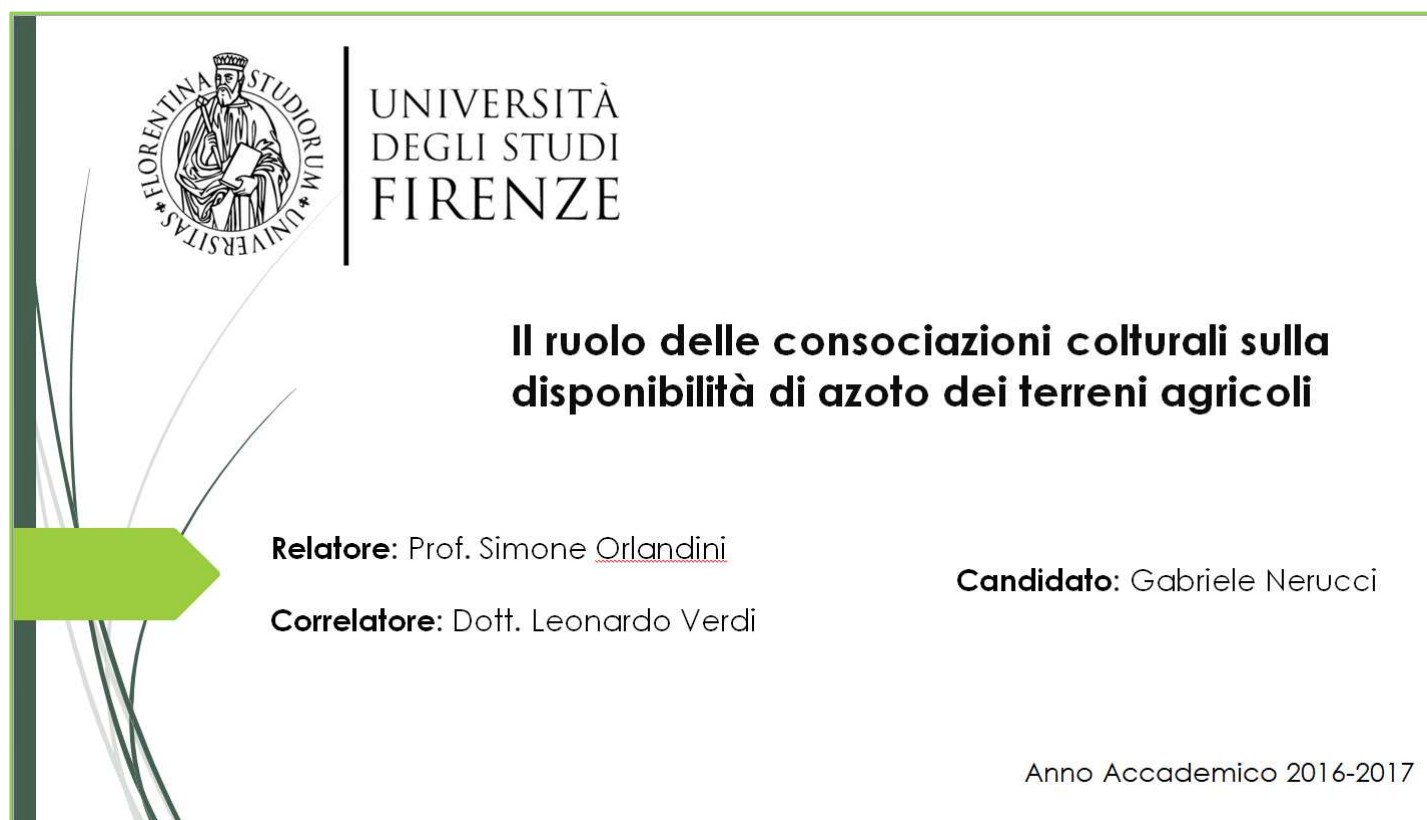 FLORENTINA STUDIORUM UNIVERSITAS
UNIVERSITÀ
DEGLI STUDI
FIRENZE
Il ruolo delle consociazioni colturali sulla
disponibilità di azoto dei terreni agricoli
Relatore: Prof. Simone Orlandini
Correlatore: Dott. Leonardo Verdi
Candidato: Gabriele Nerucci
Anno Accademico 2016-2017